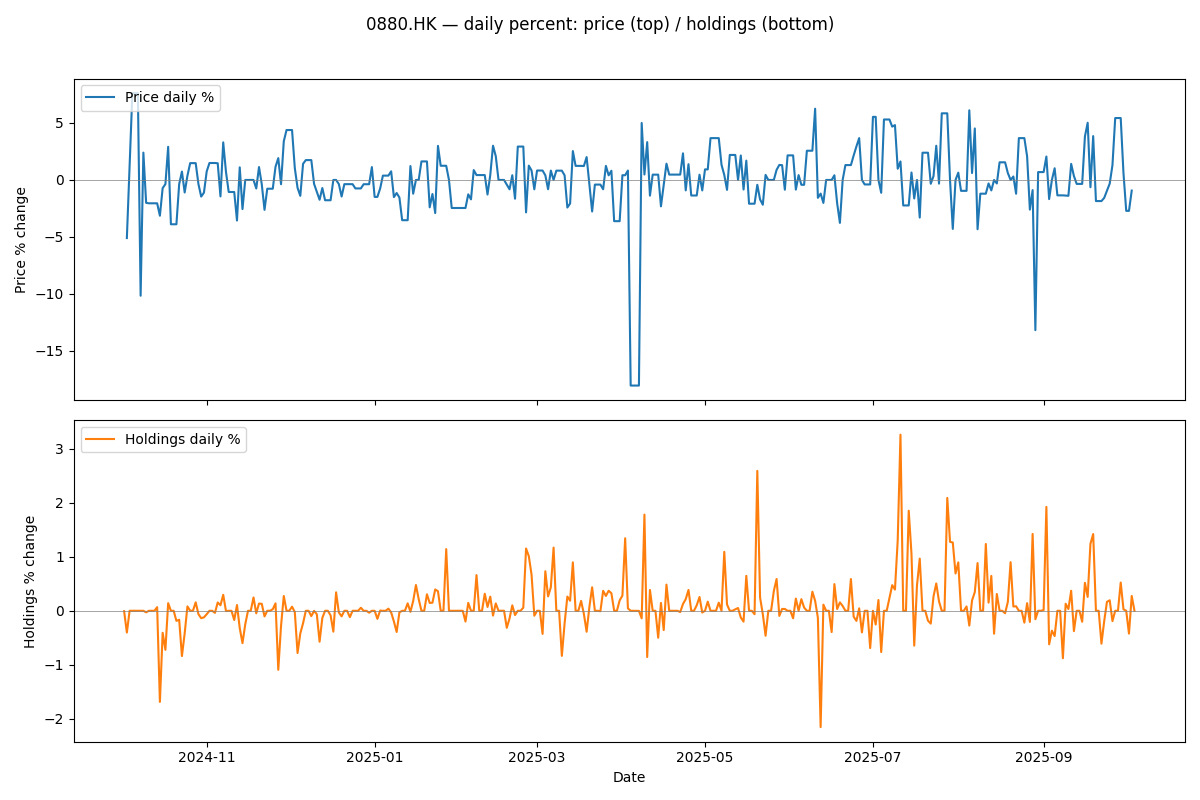 0880.HK — daily percent: price (top) / holdings (bottom)
Price daily %
5
0
−5
−10
−15
Price % change
Holdings daily %
3
2
1
0
−1
−2
Holdings % change
2024-11
2025-01
2025-03
2025-05
2025-07
2025-09
Date